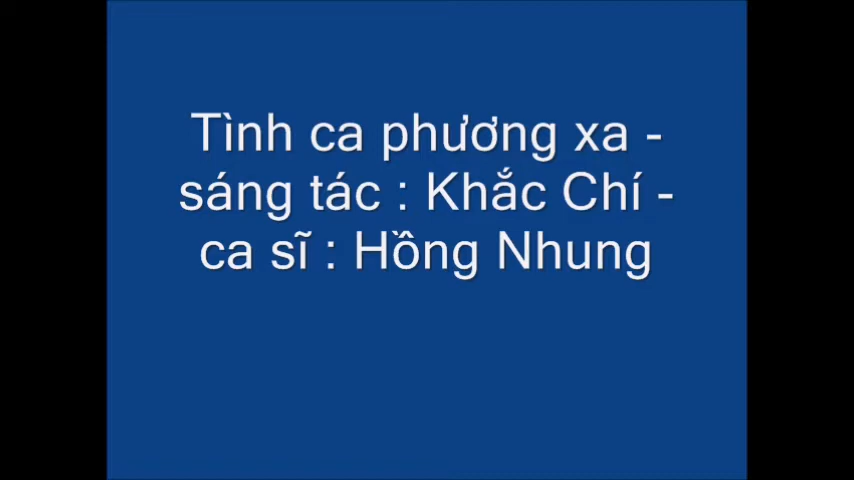 Tình ca phương xa -
sáng tác : Khắc Chí -
ca sĩ : Hồng Nhung